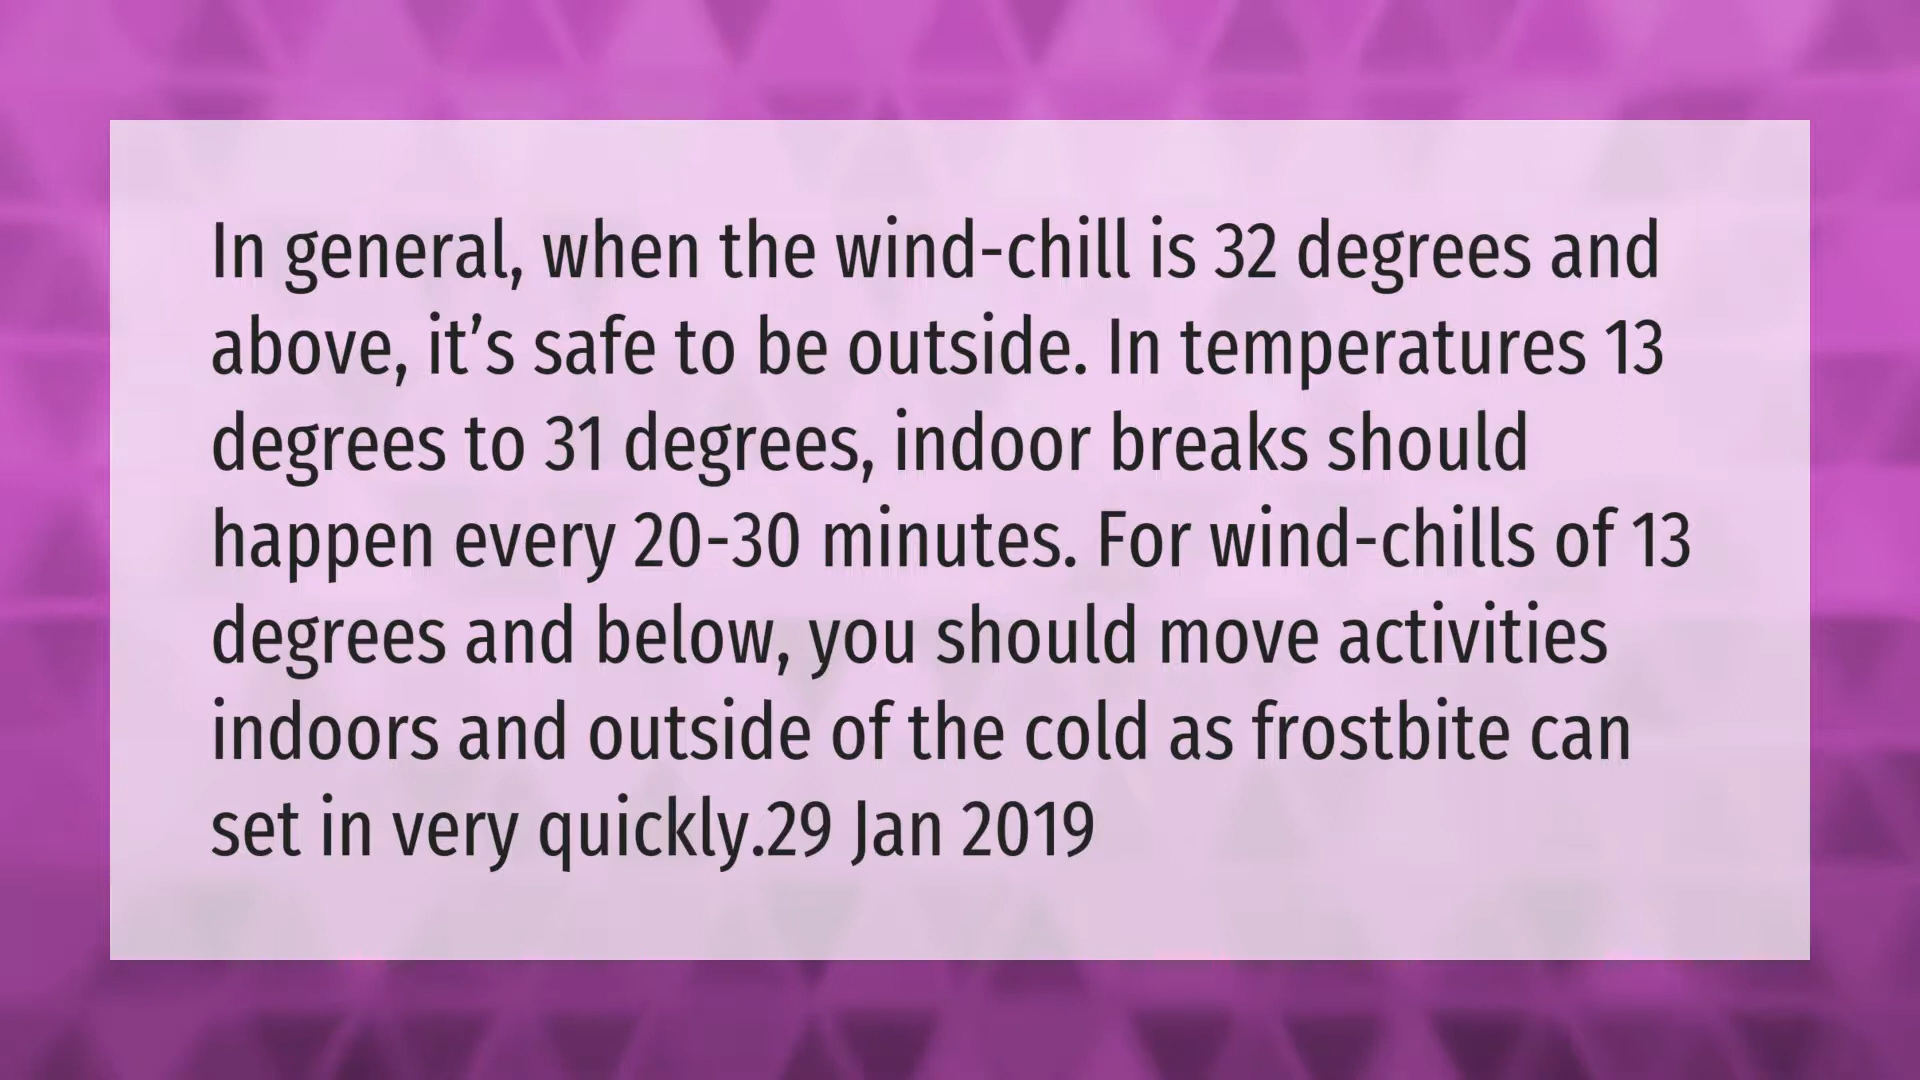 In general, when the wind-chill is 32 degrees and
above, it’s safe to be outside. In temperatures 13
degrees to 31 degrees, indoor breaks should
happen every 20-30 minutes. For wind-chills of 13
degrees and below, you should move activities
indoors and outside of the cold as frostbite can
set in very quickly.29 Jan 2019